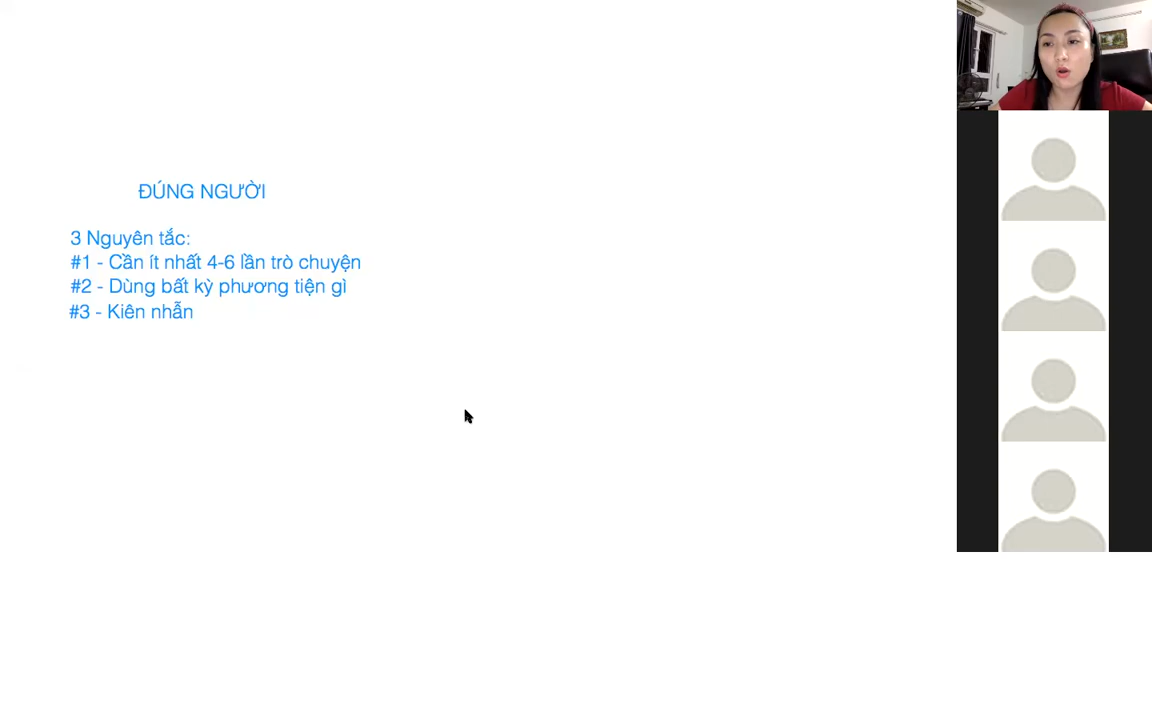 ĐÚNG NGƯỜI
3 Nguyên tắc:
#1 - Cần ít nhất 4-6 lần trò chuyện
#2 - Dùng bất kỳ phương tiện gì
#3 - Kiên nhẫn